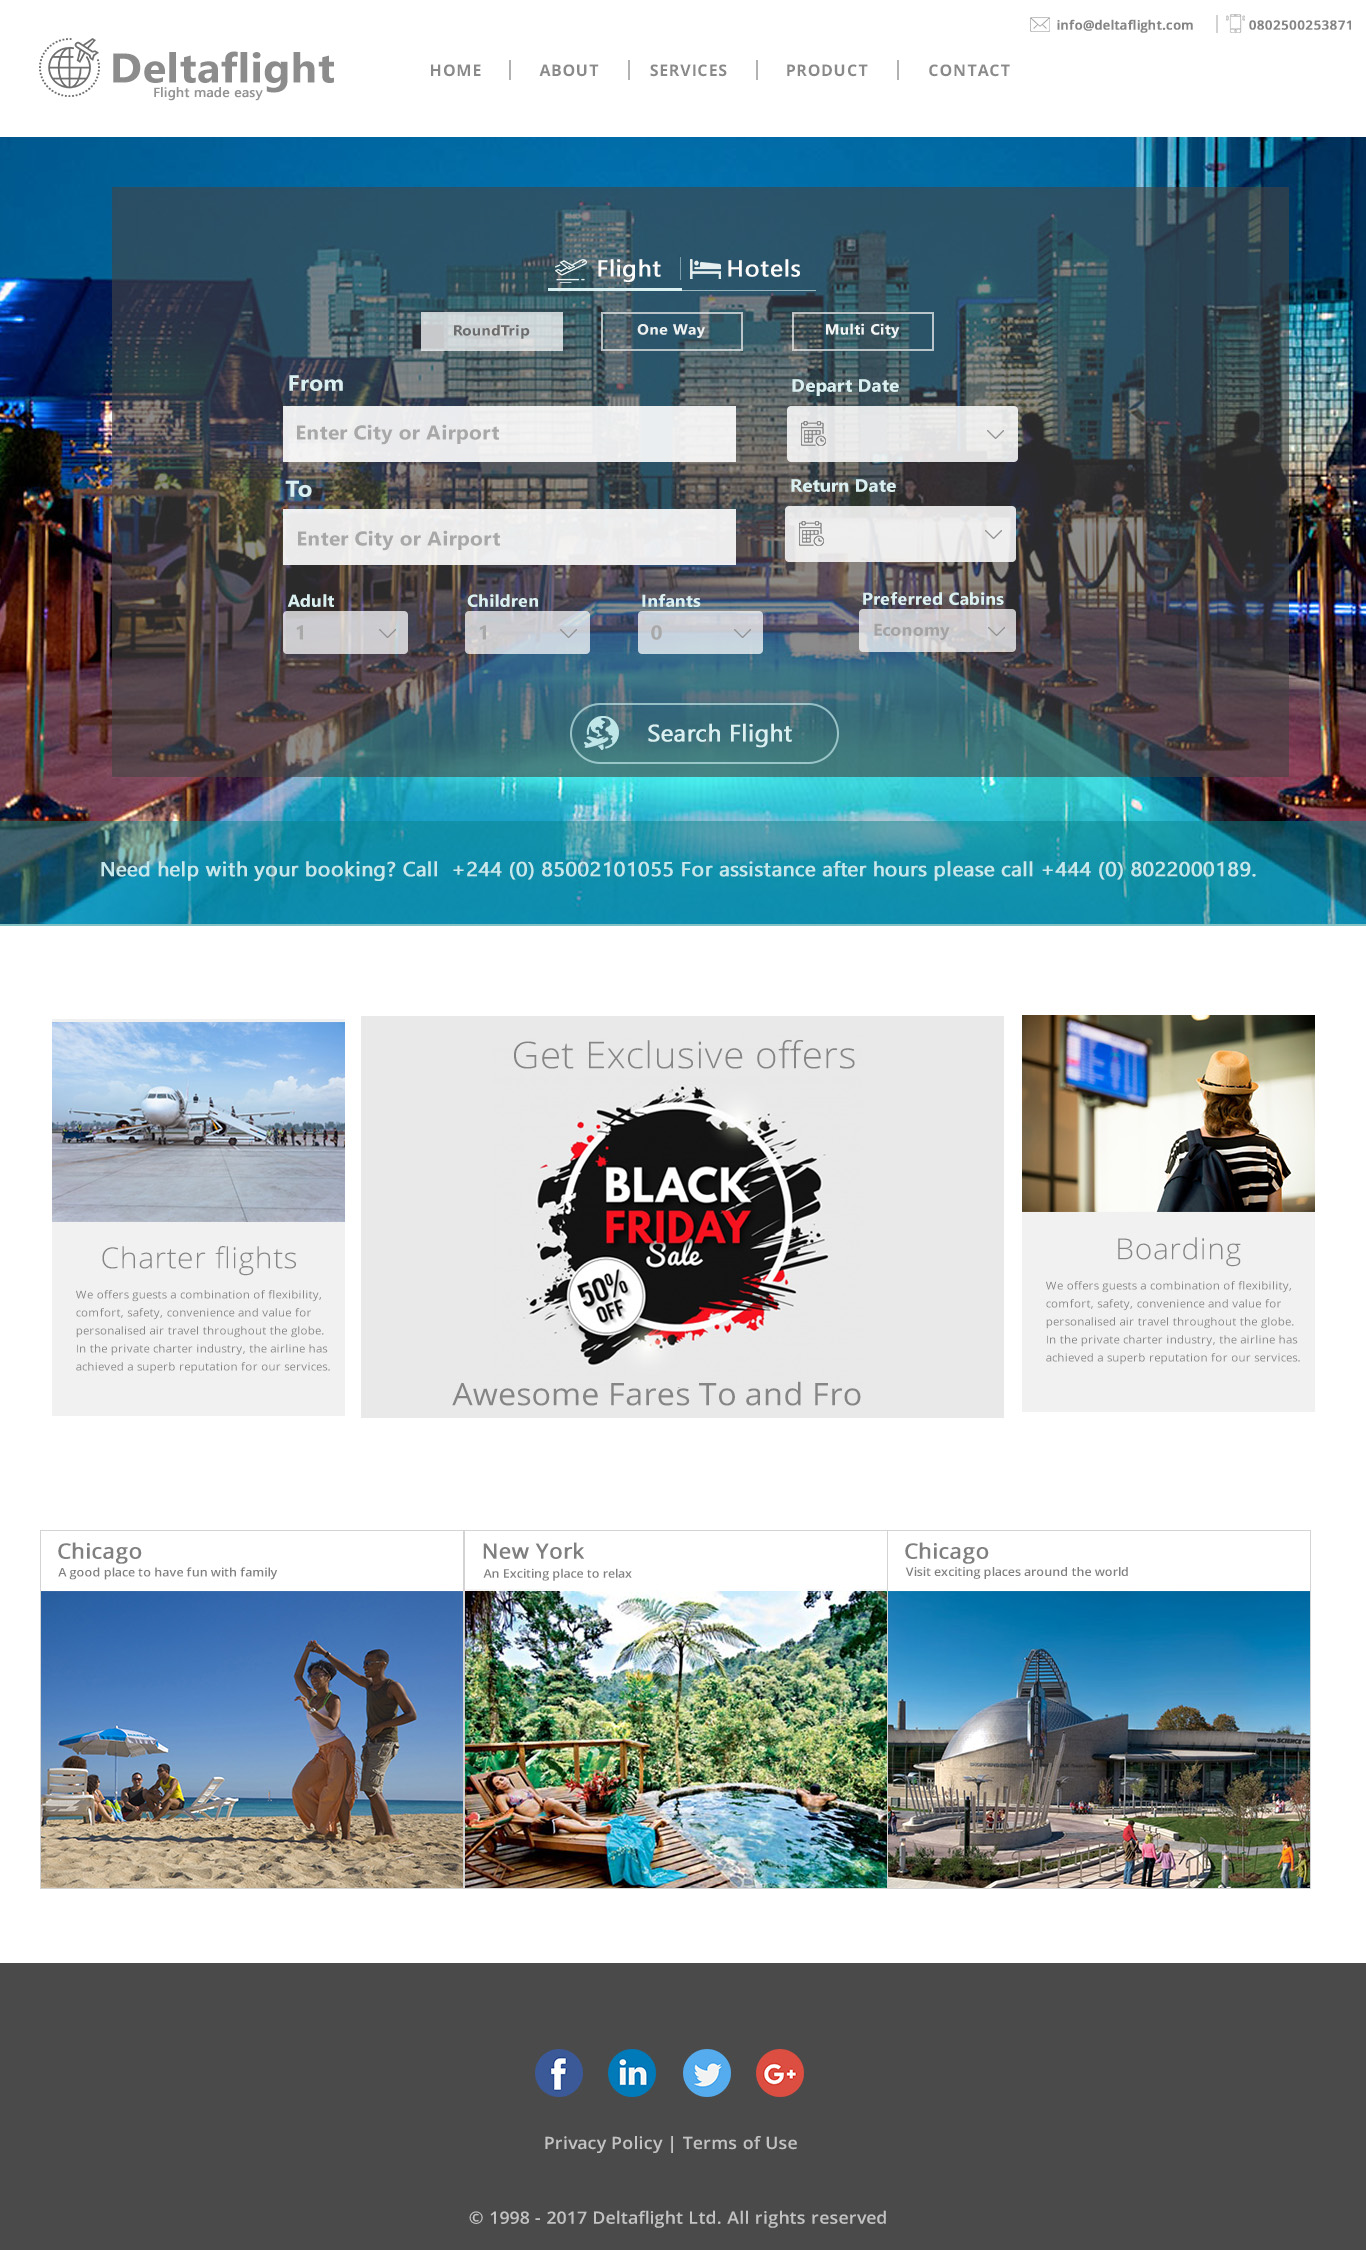 info@deltaflight.com
0802500253871
Deltaflight
Flight made easy
HOME
ABOUT
SERVICES
PRODUCT
CONTACT
Flight
Hotels
RoundTrip
One Way
Multi City
From
Depart Date
Enter City or Airport
To
Return Date
Enter City or Airport
Adult
Children
Infants
Preferred Cabins
1
1
0
Economy
Search Flight
Need help with your booking? Call +244 (0) 85002101055 For assistance after hours please call +444 (0) 8022000189.
Charter flights
We offers guests a combination of flexibility,
comfort, safety, convenience and value for
personalised air travel throughout the globe.
In the private charter industry, the airline has
achieved a superb reputation for our services.
Get Exclusive offers
BLACK
FRIDAY
Sale
50%
OFF
Awesome Fares To and Fro
Boarding
We offers guests a combination of flexibility,
comfort, safety, convenience and value for
personalised air travel throughout the globe.
In the private charter industry, the airline has
achieved a superb reputation for our services.
Chicago
A good place to have fun with family
New York
An Exciting place to relax
Chicago
Visit exciting places around the world
SCIENCE
f
in
G+
Privacy Policy | Terms of Use
© 1998 - 2017 Deltaflight Ltd. All rights reserved